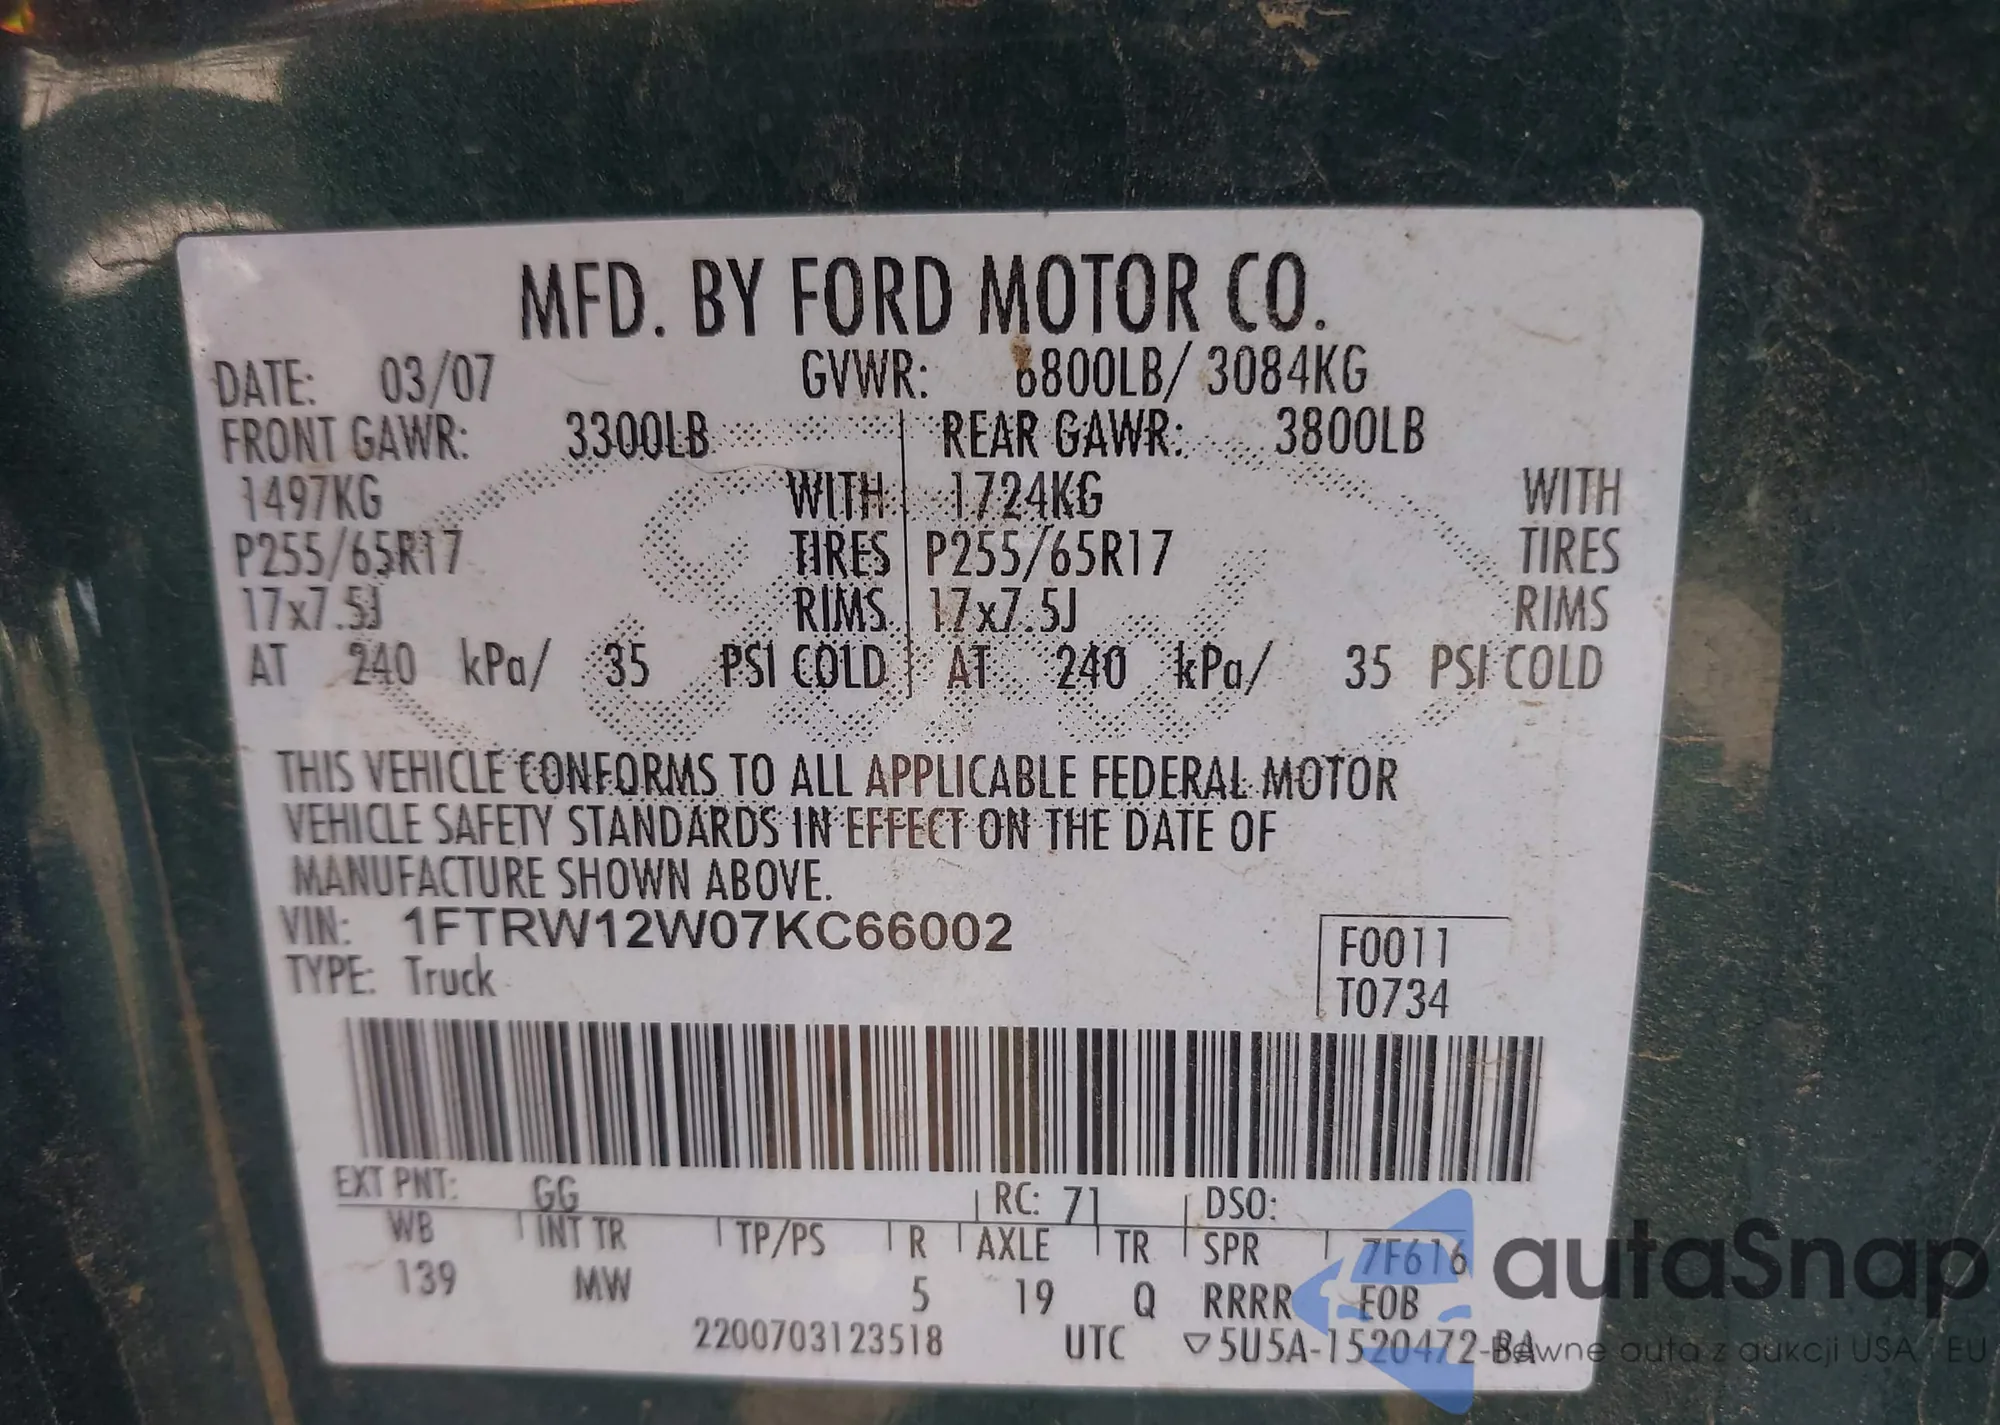 MFD. BY FORD MOTOR CO.
DATE: 03/07 GVWR: 6800LB/ 3084KG
FRONT GAWR: 3300LB REAR GAWR: 3800LB
1497KG WITH 1724KG WITH
P255/65R17 TIRES P255/65R17 TIRES
17x7.5J RIMS 17x7.5J RIMS
AT 240 kPa/ 35 PSI COLD AT 240 kPa/ 35 PSI COLD
THIS VEHICLE CONFORMS TO ALL APPLICABLE FEDERAL MOTOR
VEHICLE SAFETY STANDARDS IN EFFECT ON THE DATE OF
MANUFACTURE SHOWN ABOVE.
VIN: 1FTRW12W07KC66002
TYPE: Truck
F0011
T0734
EXT PNT: GG RC: 71 DSO:
WB INT TR TP/PS R AXLE TR SPR 7F616
139 MW 5 19 Q RRRR EOB
2200703123518 UTC ▽5U5A-1520472-BA
autaSnap
Pewne auta z aukcji USA i EU